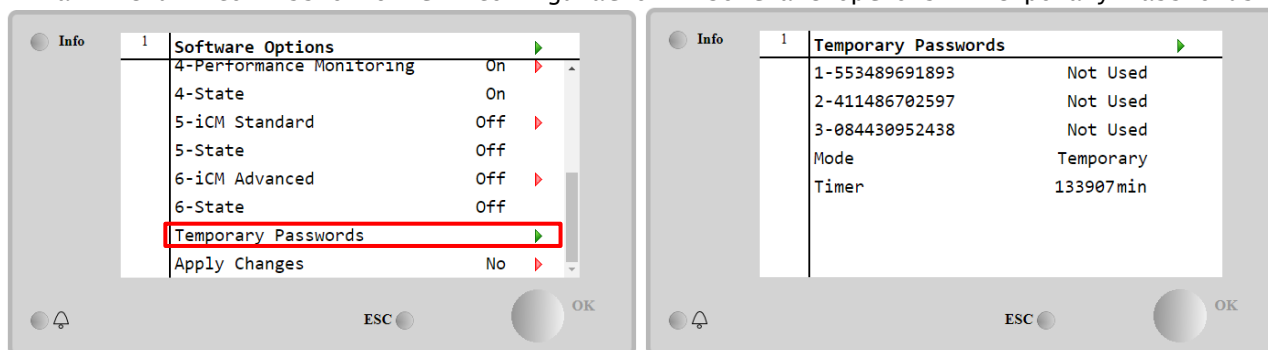 Info
1 Software Options
4-Performance Monitoring On
4-State On
5-iCM Standard Off
5-State Off
6-iCM Advanced Off
6-State Off
Temporary Passwords
Apply Changes No
ESC
OK
Info
1 Temporary Passwords
1-553489691893 Not Used
2-411486702597 Not Used
3-084430952438 Not Used
Mode Temporary
Timer 133907min
ESC
OK